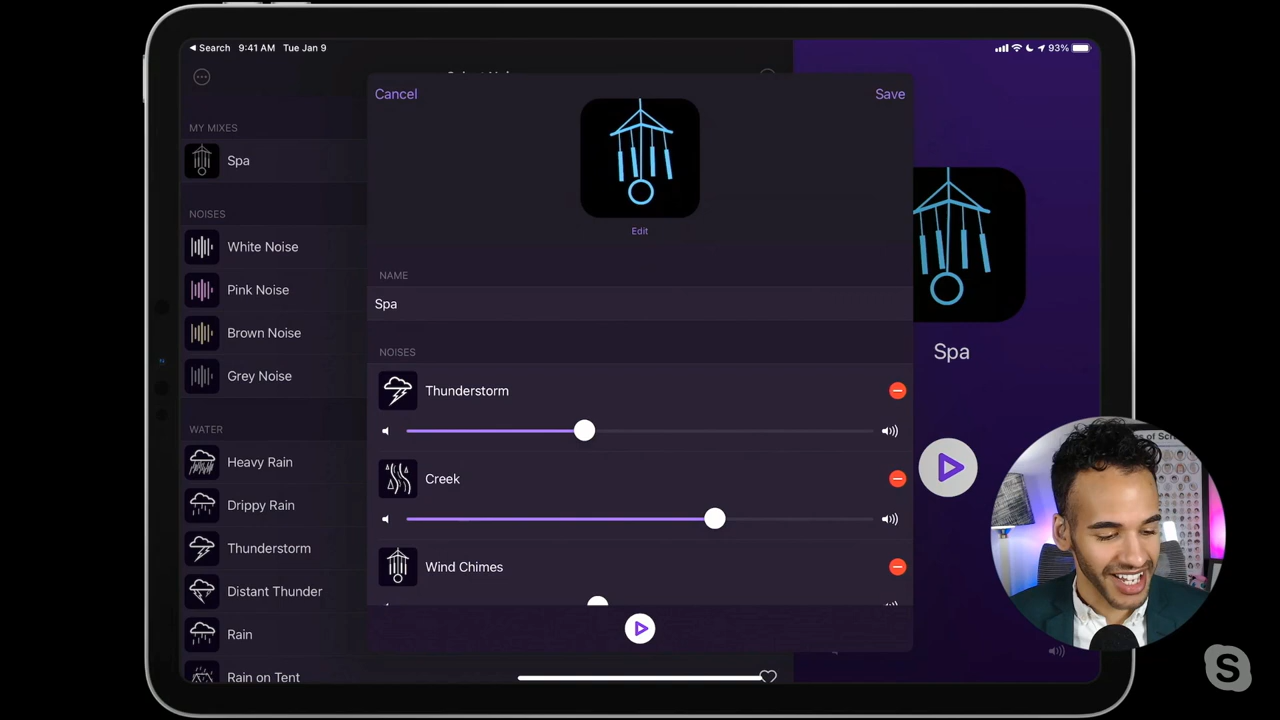 Search 9:41 AM Tue Jan 9
93%
Cancel
Save
MY MIXES
Spa
Edit
NOISES
White Noise
Pink Noise
Brown Noise
Grey Noise
WATER
Heavy Rain
Drippy Rain
Thunderstorm
Distant Thunder
Rain
Rain on Tent
NAME
Spa
NOISES
Thunderstorm
Creek
Wind Chimes
Spa
S